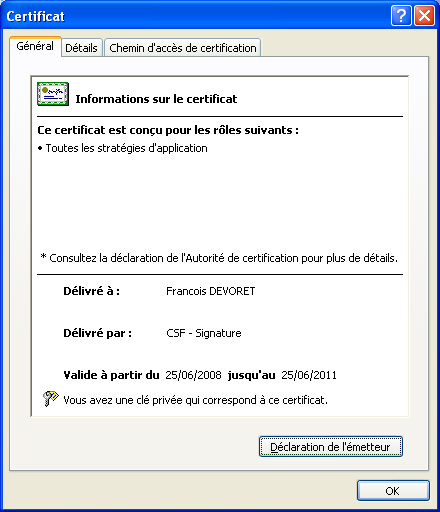 Certificat
Général Détails Chemin d'accès de certification
Informations sur le certificat
Ce certificat est conçu pour les rôles suivants :
• Toutes les stratégies d'application
* Consultez la déclaration de l'Autorité de certification pour plus de détails.
Délivré à : Francois DEVORET
Délivré par : CSF - Signature
Valide à partir du 25/06/2008 jusqu'au 25/06/2011
Vous avez une clé privée qui correspond à ce certificat.
Déclaration de l'émetteur
OK